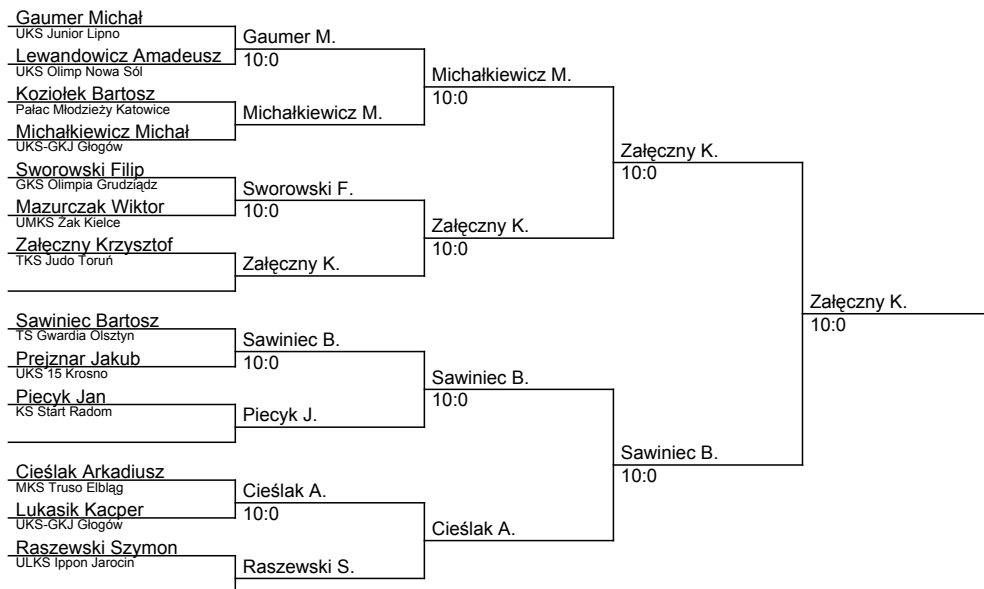 Gaumer Michał
UKS Junior Lipno
Lewandowicz Amadeusz
UKS Olimp Nowa Sól
Koziołek Bartosz
Pałac Młodzieży Katowice
Michałkiewicz Michał
UKS-GKJ Głogów
Sworowski Filip
GKS Olimpia Grudziądz
Mazurczak Wiktor
UMKS Żak Kielce
Załęczny Krzysztof
TKS Judo Toruń
Sawiniec Bartosz
TS Gwardia Olsztyn
Prejznar Jakub
UKS 15 Krosno
Piecyk Jan
KS Start Radom
Cieślak Arkadiusz
MKS Truso Elbląg
Lukasik Kacper
UKS-GKJ Głogów
Raszewski Szymon
ULKS Ippon Jarocin
Gaumer M.
10:0
Michałkiewicz M.
Sworowski F.
10:0
Załęczny K.
Sawiniec B.
10:0
Piecyk J.
Cieślak A.
10:0
Raszewski S.
Michałkiewicz M.
10:0
Załęczny K.
10:0
Sawiniec B.
10:0
Cieślak A.
Załęczny K.
10:0
Sawiniec B.
10:0
Załęczny K.
10:0